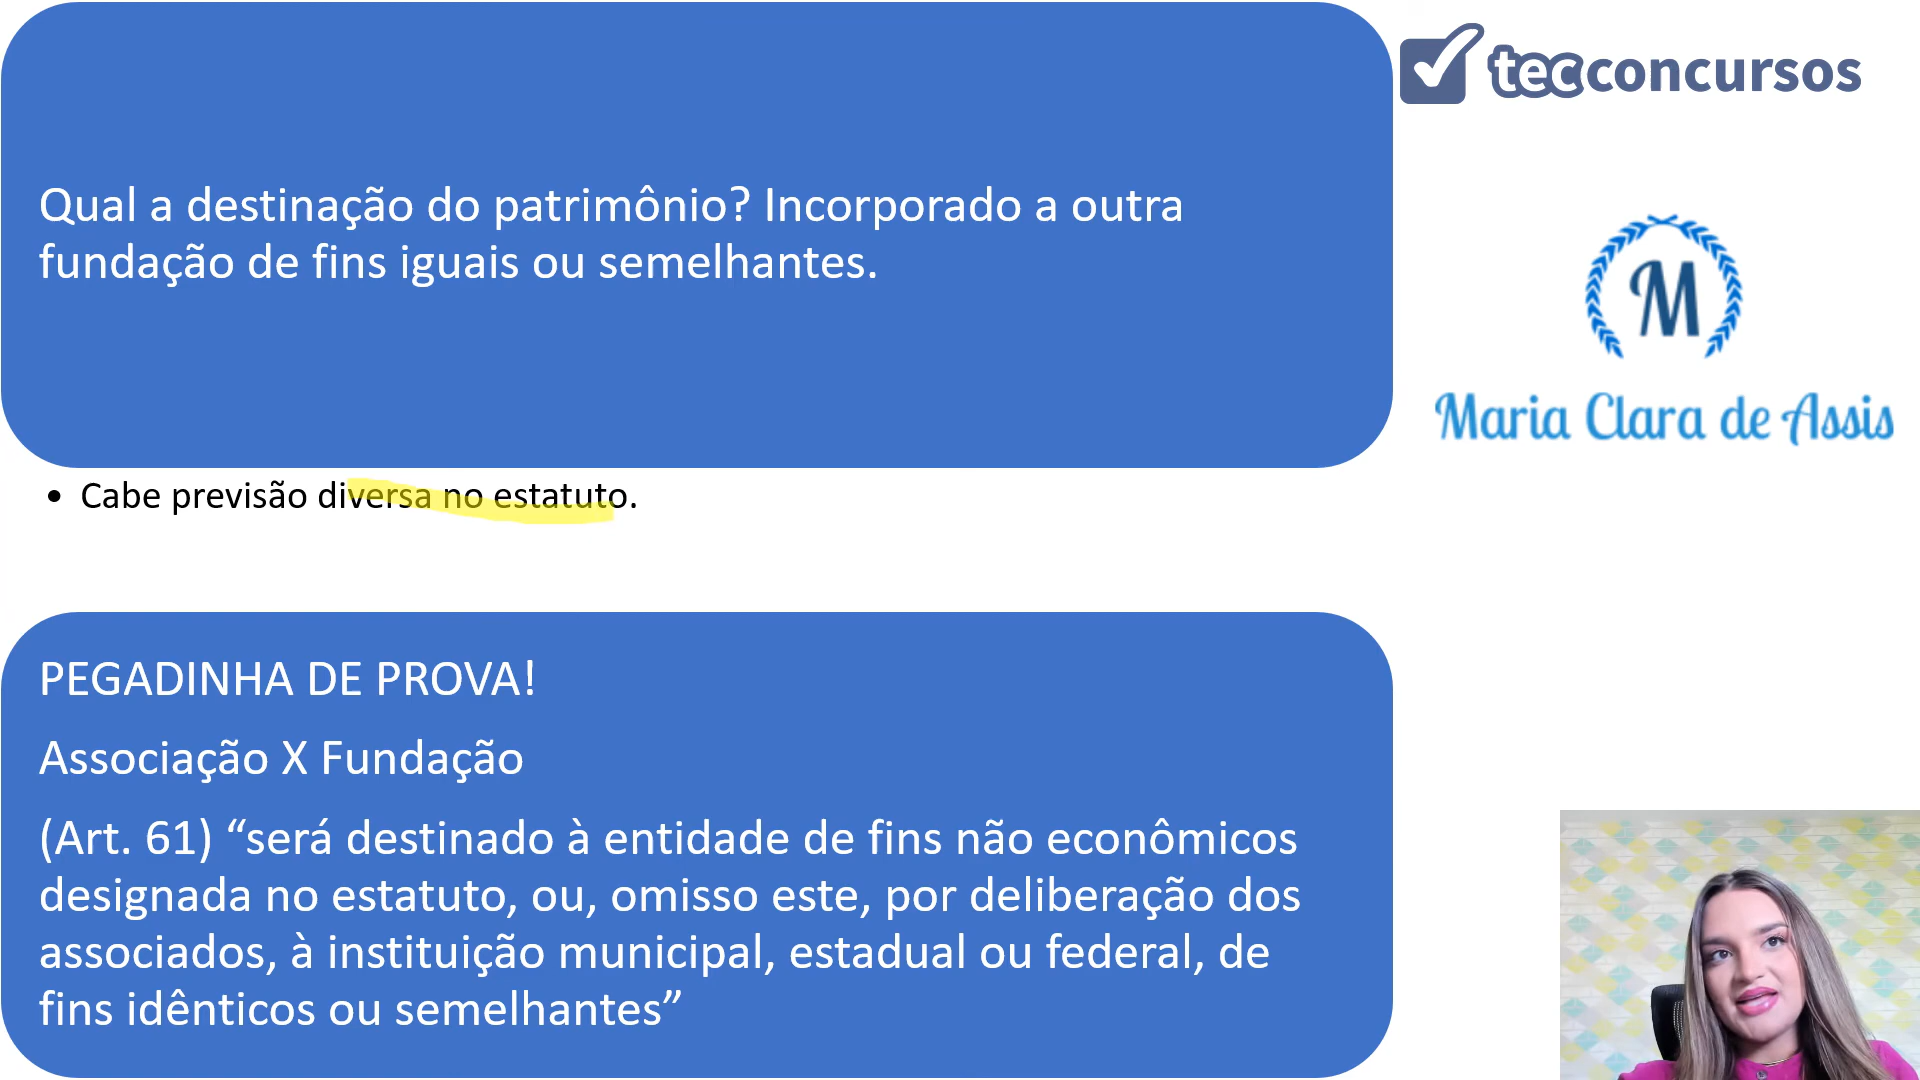 tecconcursos
Qual a destinação do patrimônio? Incorporado a outra
fundação de fins iguais ou semelhantes.
M
Maria Clara de Assis
• Cabe previsão diversa no estatuto.
PEGADINHA DE PROVA!
Associação X Fundação
(Art. 61) “será destinado à entidade de fins não econômicos
designada no estatuto, ou, omisso este, por deliberação dos
associados, à instituição municipal, estadual ou federal, de
fins idênticos ou semelhantes”